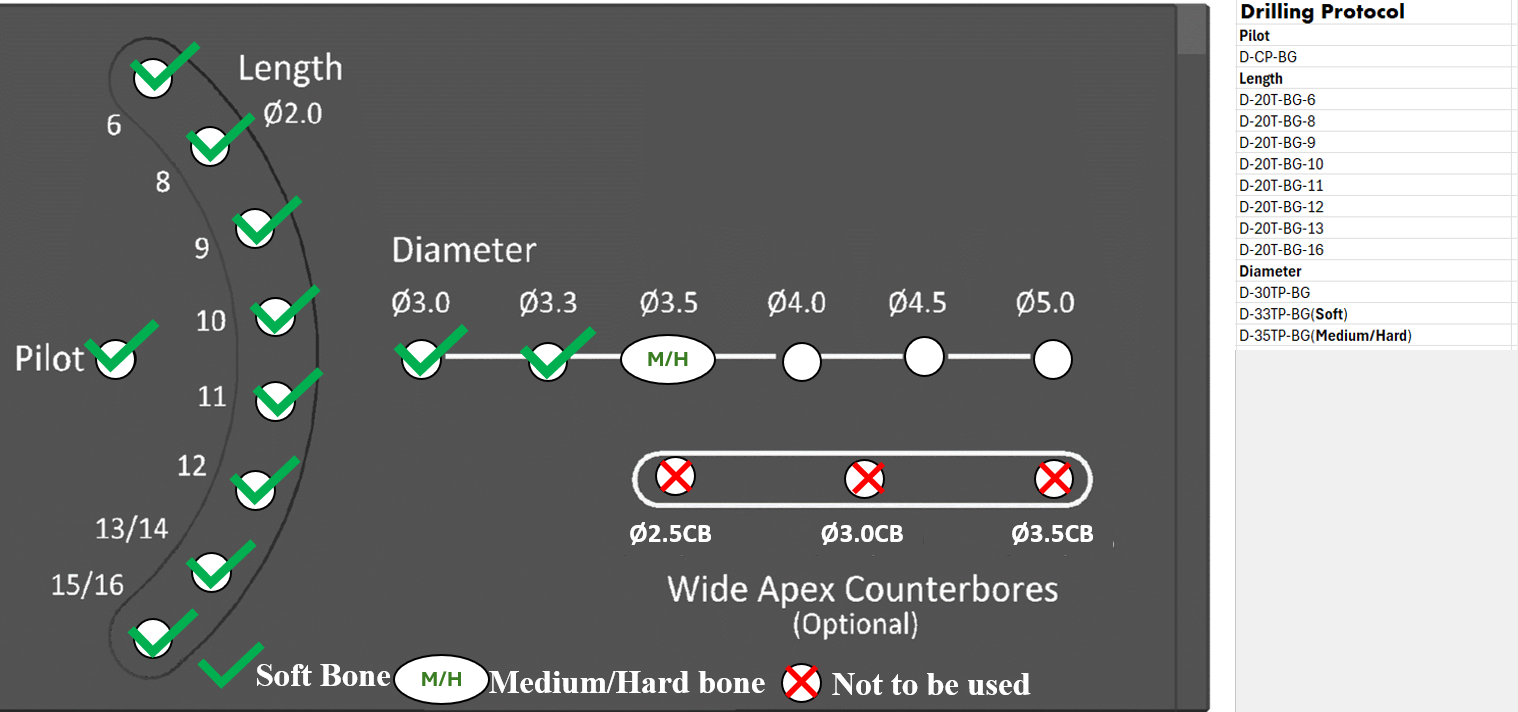 Length
Ø2.0
6
8
9
10
Pilot
11
12
13/14
15/16
Diameter
Ø3.0 Ø3.3 Ø3.5 Ø4.0 Ø4.5 Ø5.0
M/H
Ø2.5CB Ø3.0CB Ø3.5CB
Wide Apex Counterbores
(Optional)
Soft Bone M/H Medium/Hard bone Not to be used
Drilling Protocol
Pilot
D-CP-BG
Length
D-20T-BG-6
D-20T-BG-8
D-20T-BG-9
D-20T-BG-10
D-20T-BG-11
D-20T-BG-12
D-20T-BG-13
D-20T-BG-16
Diameter
D-30TP-BG
D-33TP-BG(Soft)
D-35TP-BG(Medium/Hard)